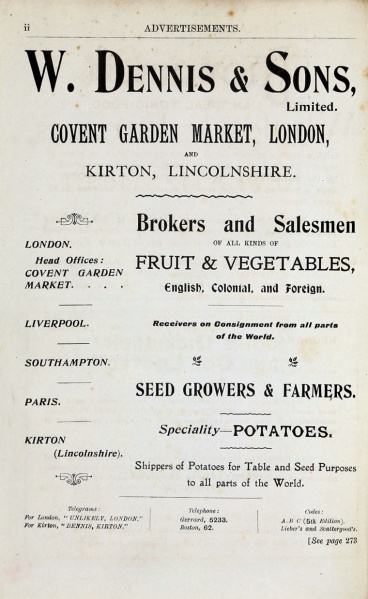 ii
ADVERTISEMENTS.
W. DENNIS & SONS,
Limited.
COVENT GARDEN MARKET, LONDON,
AND
KIRTON, LINCOLNSHIRE.
LONDON.
Head Offices:
COVENT GARDEN
MARKET. . . .
LIVERPOOL.
SOUTHAMPTON.
PARIS.
KIRTON
(Lincolnshire).
Brokers and Salesmen
OF ALL KINDS OF
FRUIT & VEGETABLES,
English, Colonial, and Foreign.
Receivers on Consignment from all parts
of the World.
SEED GROWERS & FARMERS.
Speciality—POTATOES.
Shippers of Potatoes for Table and Seed Purposes
to all parts of the World.
Telegrams:
For London, "UNLIKELY, LONDON."
For Kirton, "DENNIS, KIRTON."
Telephone:
Gerrard, 5233.
Boston, 62.
Codes:
A B C (5th Edition).
Lieber's and Scattergood's.
[See page 273